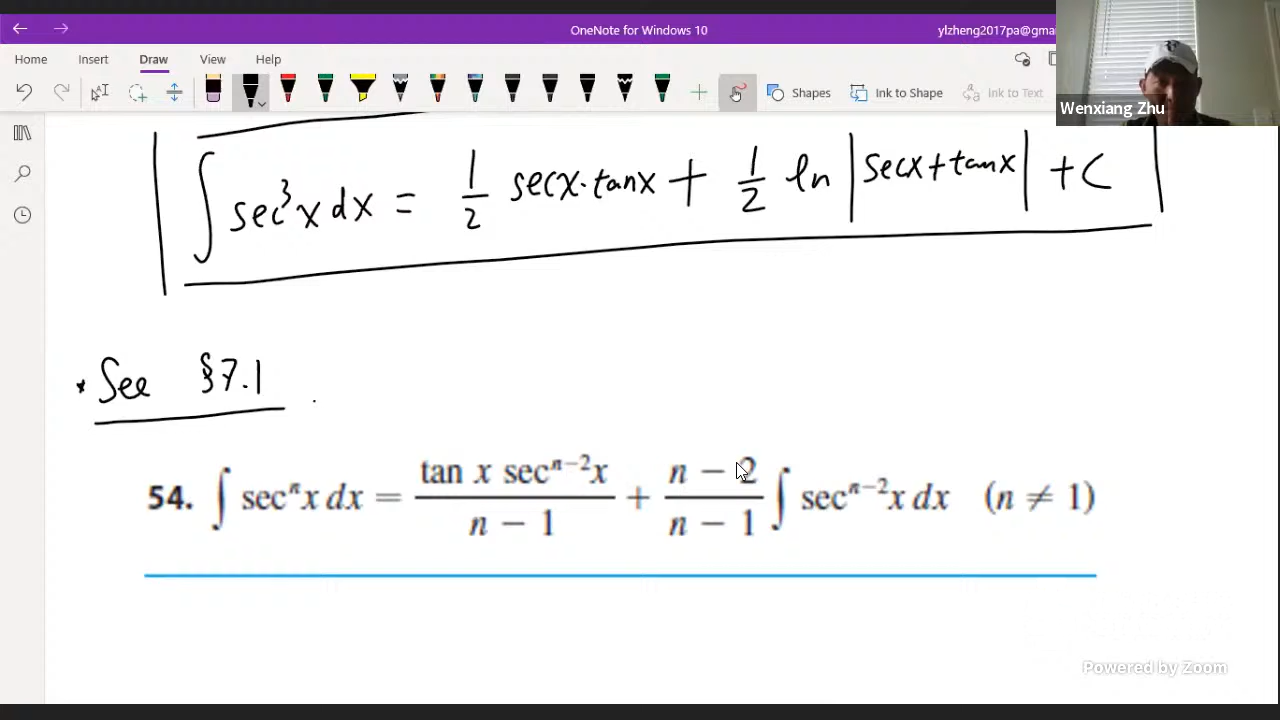 OneNote for Windows 10
ylzheng2017pa@gmai
Home Insert Draw View Help
Shapes Ink to Shape Ink to Text
Wenxiang Zhu
∫ sec³x dx = 1/2 secx·tanx + 1/2 ln |secx+tanx| + C
* See §7.1
54. ∫ secⁿx dx = (tan x secⁿ⁻²x)/(n − 1) + (n − 2)/(n − 1) ∫ secⁿ⁻²x dx (n ≠ 1)
Powered by Zoom